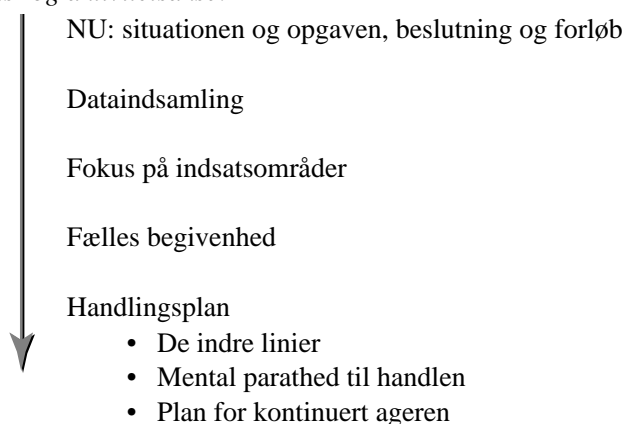 NU: situationen og opgaven, beslutning og forløb
Dataindsamling
Fokus på indsatsområder
Fælles begivenhed
Handlingsplan
• De indre linier
• Mental parathed til handlen
• Plan for kontinuert ageren